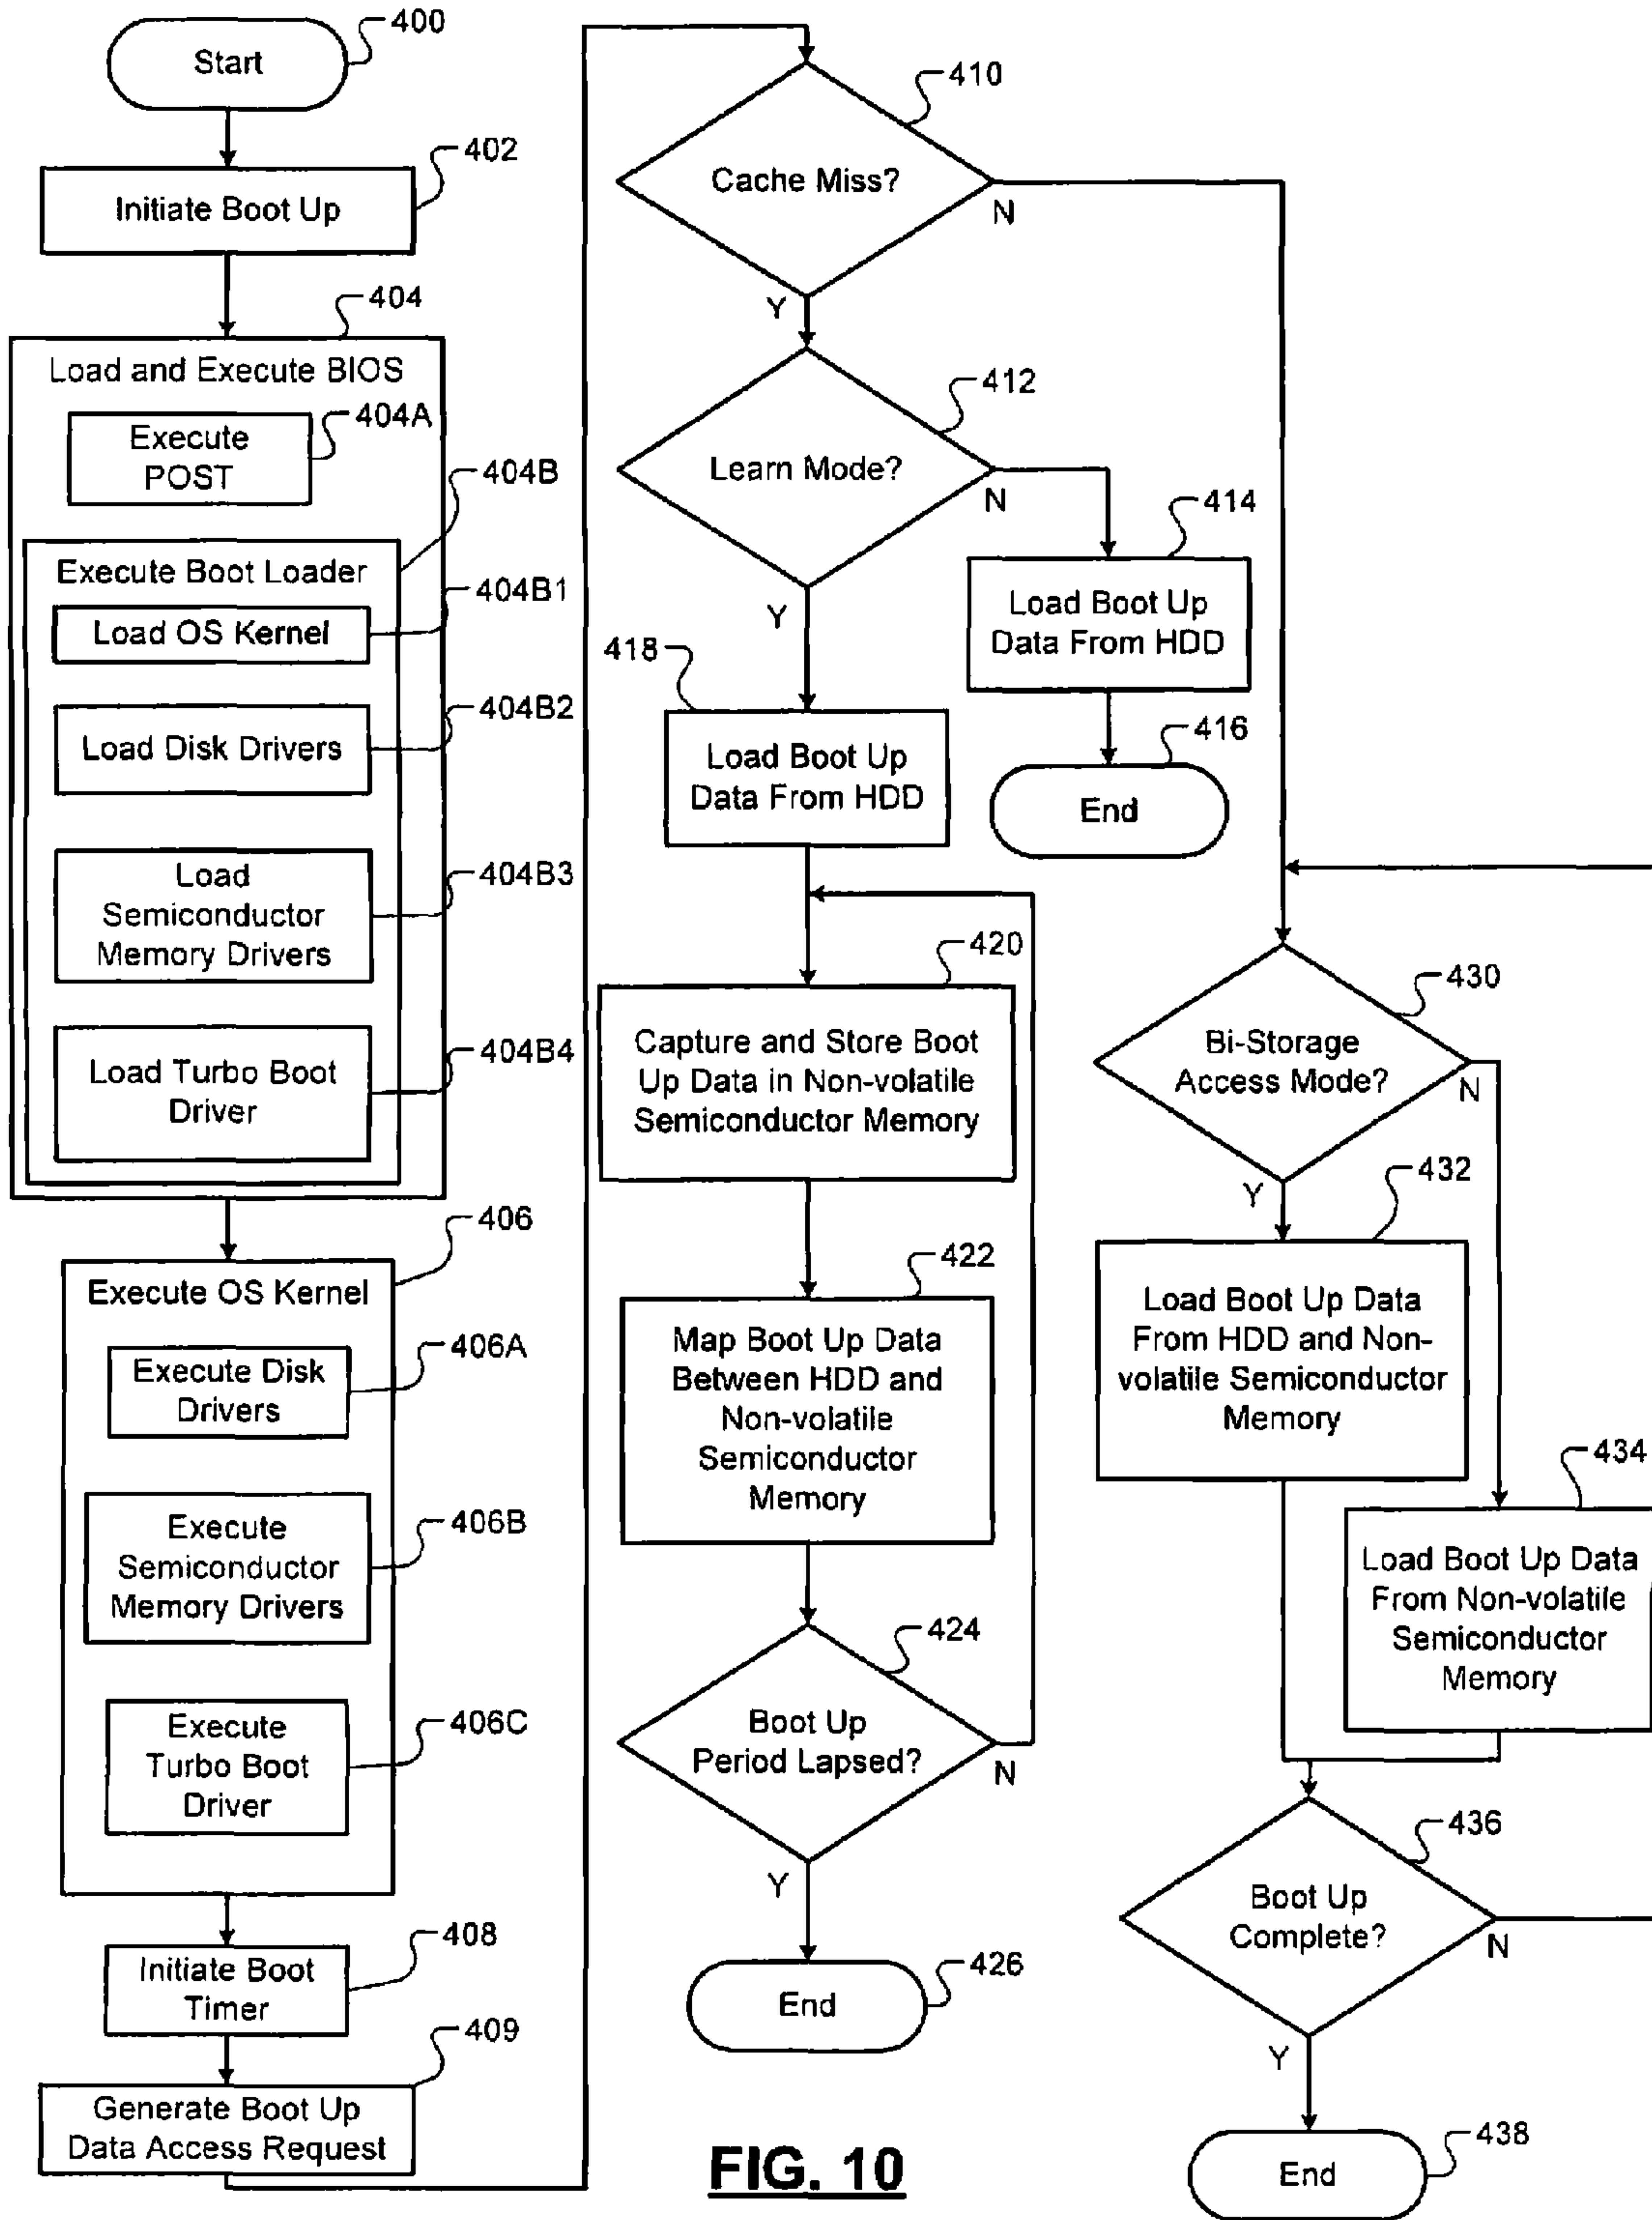 Start
400
Initiate Boot Up
402
404
Load and Execute BIOS
404A
Execute
POST
404B
Execute Boot Loader
404B1
Load OS Kernel
404B2
Load Disk Drivers
404B3
Load
Semiconductor
Memory Drivers
404B4
Load Turbo Boot
Driver
406
Execute OS Kernel
406A
Execute Disk
Drivers
406B
Execute
Semiconductor
Memory Drivers
406C
Execute
Turbo Boot
Driver
408
Initiate Boot
Timer
409
Generate Boot Up
Data Access Request
410
Cache Miss?
N
Y
412
Learn Mode?
N
Y
414
Load Boot Up
Data From HDD
416
End
418
Load Boot Up
Data From HDD
420
Capture and Store Boot
Up Data in Non-volatile
Semiconductor Memory
422
Map Boot Up Data
Between HDD and
Non-volatile
Semiconductor
Memory
424
Boot Up
Period Lapsed?
N
Y
426
End
430
Bi-Storage
Access Mode?
N
Y
432
Load Boot Up Data
From HDD and Non-
volatile Semiconductor
Memory
434
Load Boot Up Data
From Non-volatile
Semiconductor
Memory
436
Boot Up
Complete?
N
Y
438
End
FIG. 10